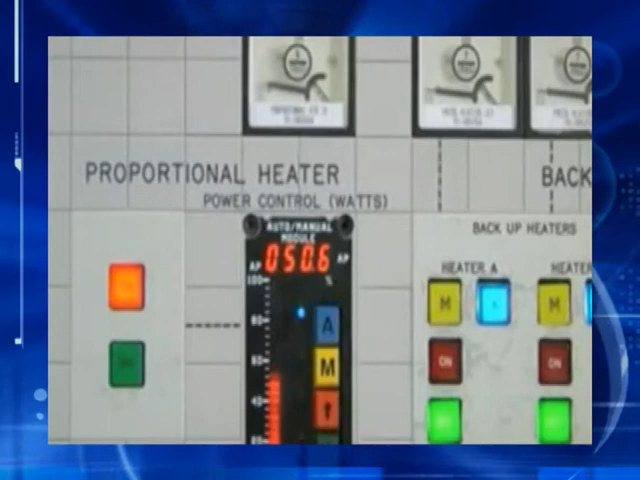 PROPORTIONAL HEATER
POWER CONTROL (WATTS)
BACK
BACK UP HEATERS
AUTO/MANUAL
MODULE
AP 050.6 AP
%
100
80
60
40
20
A
M
HEATER A
HEATER
M
M
ON
ON